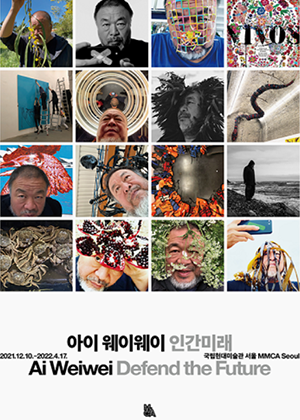 VIVOS
아이 웨이웨이 인간미래
2021.12.10.-2022.4.17.
국립현대미술관 서울 MMCA Seoul
Ai Weiwei Defend the Future